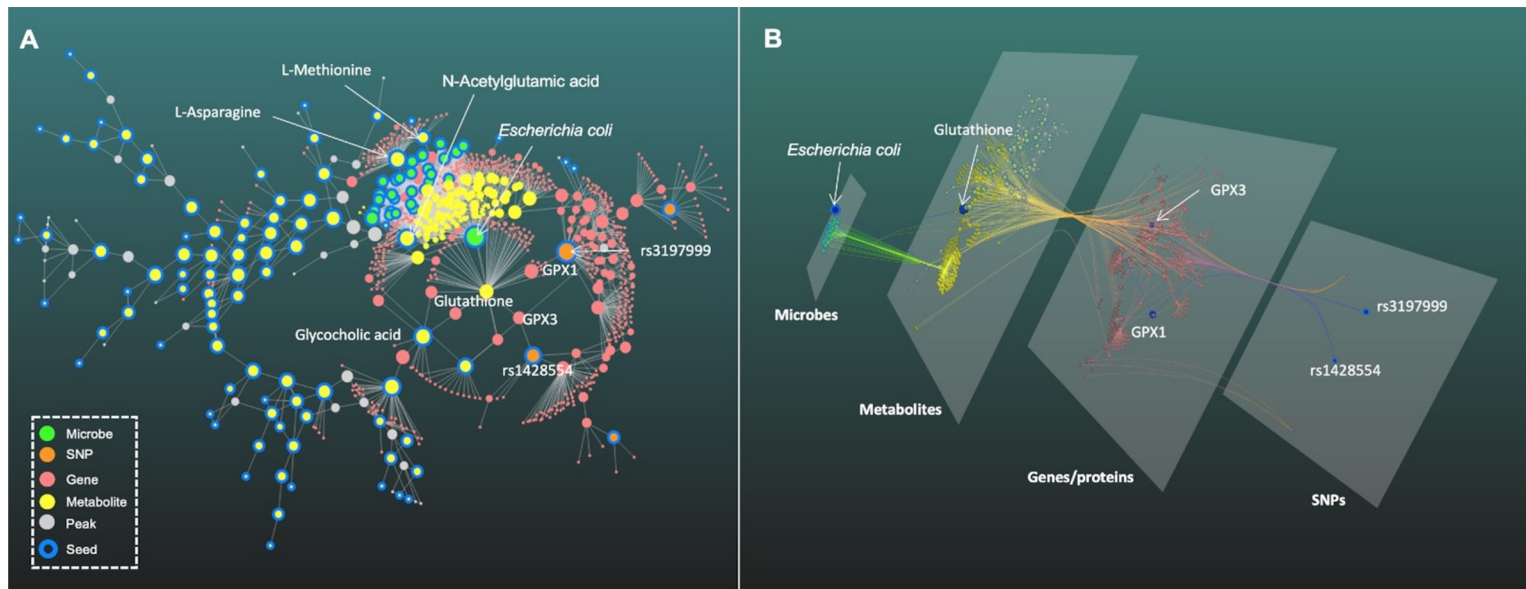 A
L-Methionine
N-Acetylglutamic acid
L-Asparagine
Escherichia coli
rs3197999
GPX1
Glutathione
GPX3
Glycocholic acid
rs1428554
Microbe
SNP
Gene
Metabolite
Peak
Seed
B
Glutathione
Escherichia coli
GPX3
rs3197999
Microbes
GPX1
rs1428554
Metabolites
Genes/proteins
SNPs